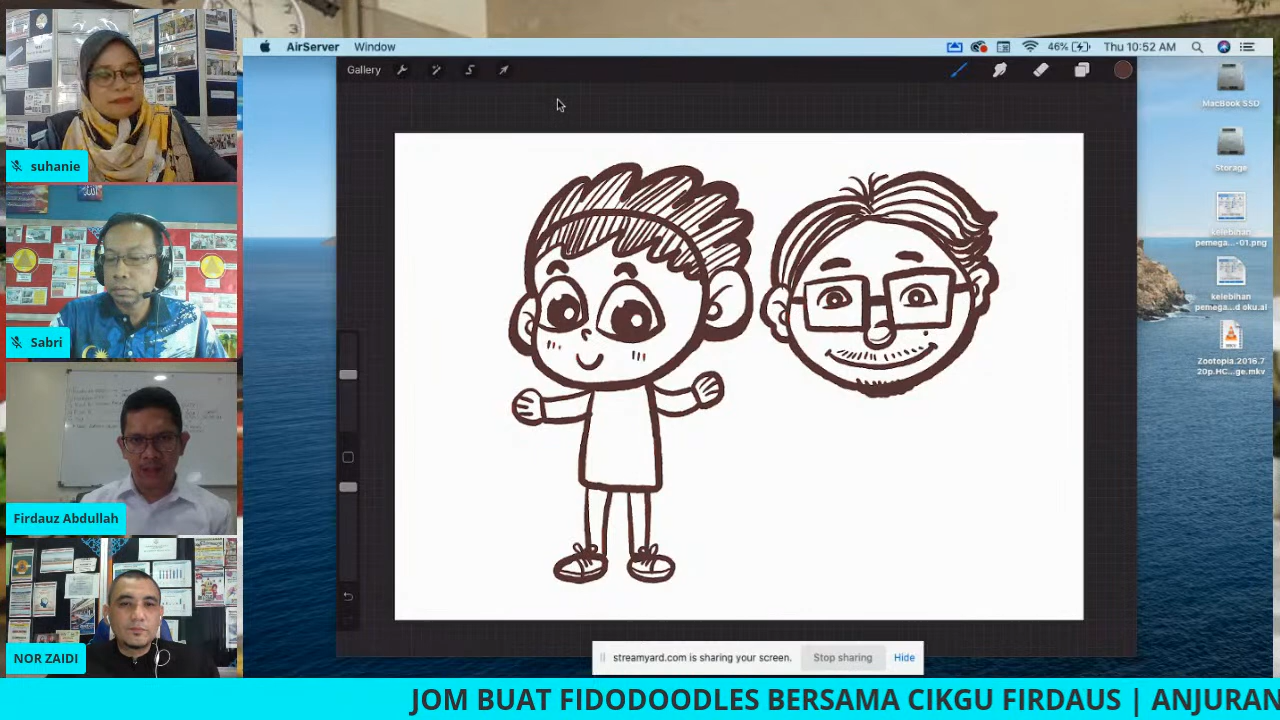 suhanie
Sabri
Firdauz Abdullah
NOR ZAIDI
AirServer Window
46% Thu 10:52 AM
Gallery
MacBook SSD
Storage
kelebihan
pemega...-01.png
kelebihan
pemega...d oku.ai
Zootopia.2016.7
20p.HC...ge.mkv
streamyard.com is sharing your screen. Stop sharing Hide
JOM BUAT FIDODOODLES BERSAMA CIKGU FIRDAUS | ANJURAN